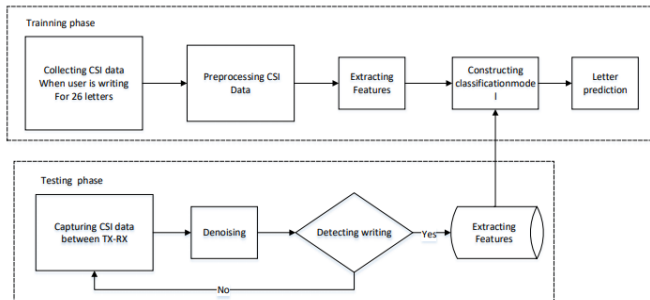 Trainning phase
Collecting CSI data
When user is writing
For 26 letters
Preprocessing CSI
Data
Extracting
Features
Constructing
classificationmode
l
Letter
prediction
Testing phase
Capturing CSI data
between TX-RX
Denoising
Detecting writing
Yes
Extracting
Features
No